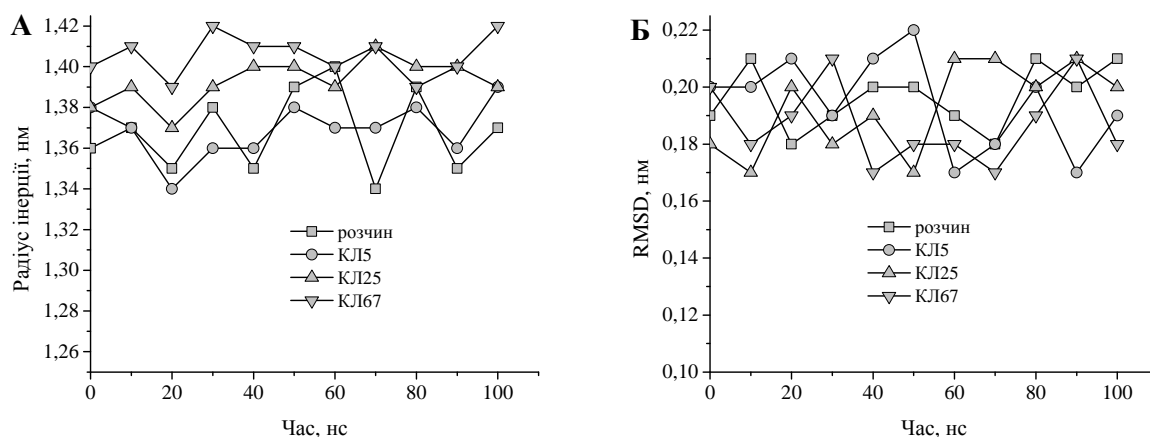 А
1,42
1,40
1,38
1,36
1,34
1,32
1,30
1,28
1,26
Радіус інерції, нм
розчин
КЛ5
КЛ25
КЛ67
0 20 40 60 80 100
Час, нс
Б
0,22
0,20
0,18
0,16
0,14
0,12
0,10
RMSD, нм
розчин
КЛ5
КЛ25
КЛ67
0 20 40 60 80 100
Час, нс